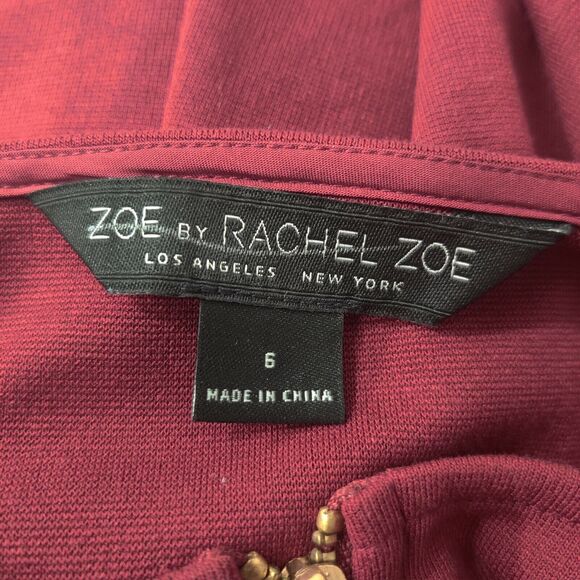 ZOE BY RACHEL ZOE
LOS ANGELES NEW YORK
6
MADE IN CHINA